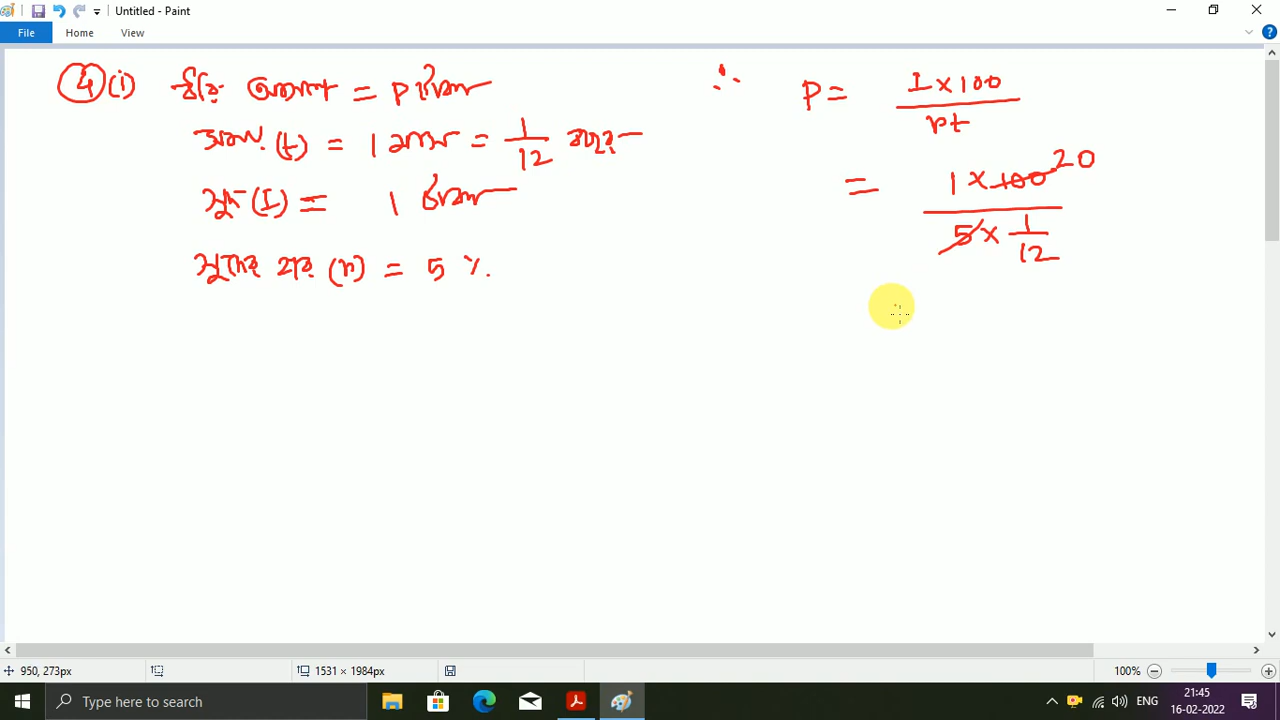 Untitled - Paint
File Home View
4 (i) ধরি আসল = P টাকা
সময় (t) = 1 মাস = 1/12 বছর
সুদ (I) = 1 টাকা
সুদের হার (r) = 5 %
∴ P = I × 100 / rt
= 1 × 100 20 / 5 × 1/12
950, 273px 1531 × 1984px 100%
Type here to search ENG 21:45
16-02-2022